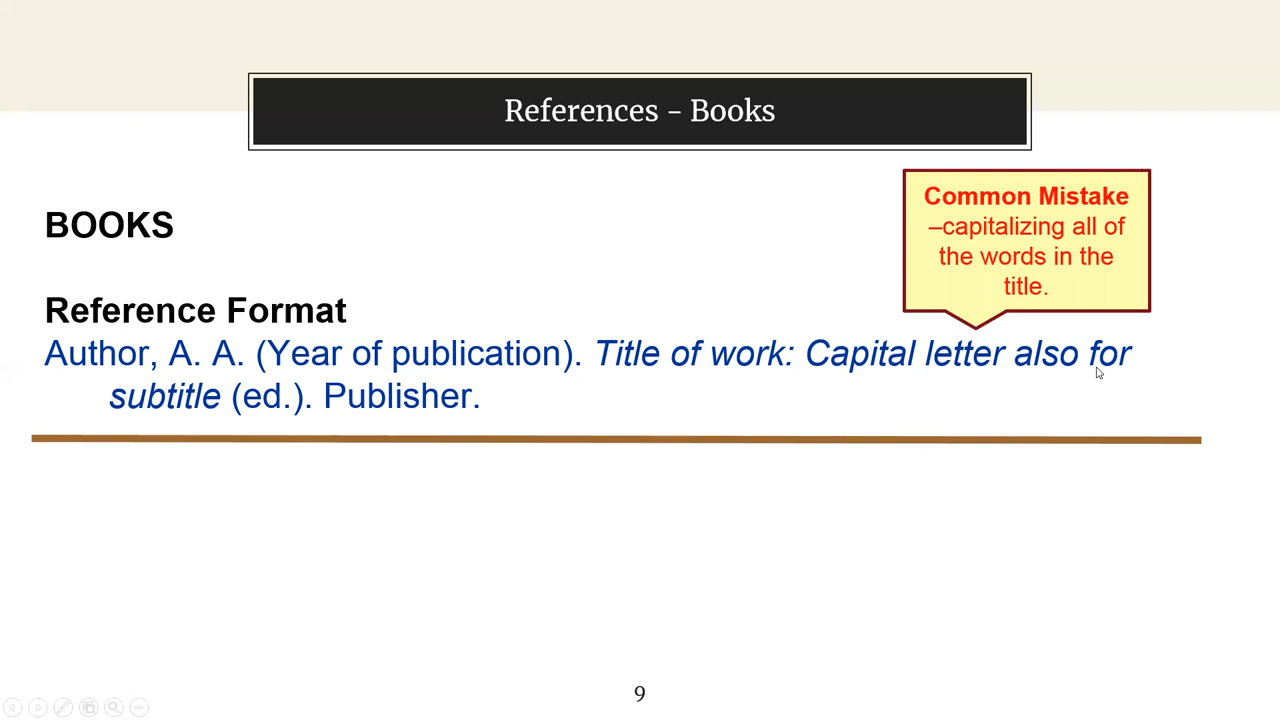 References - Books
BOOKS
Common Mistake
–capitalizing all of
the words in the
title.
Reference Format
Author, A. A. (Year of publication). Title of work: Capital letter also for
subtitle (ed.). Publisher.
9